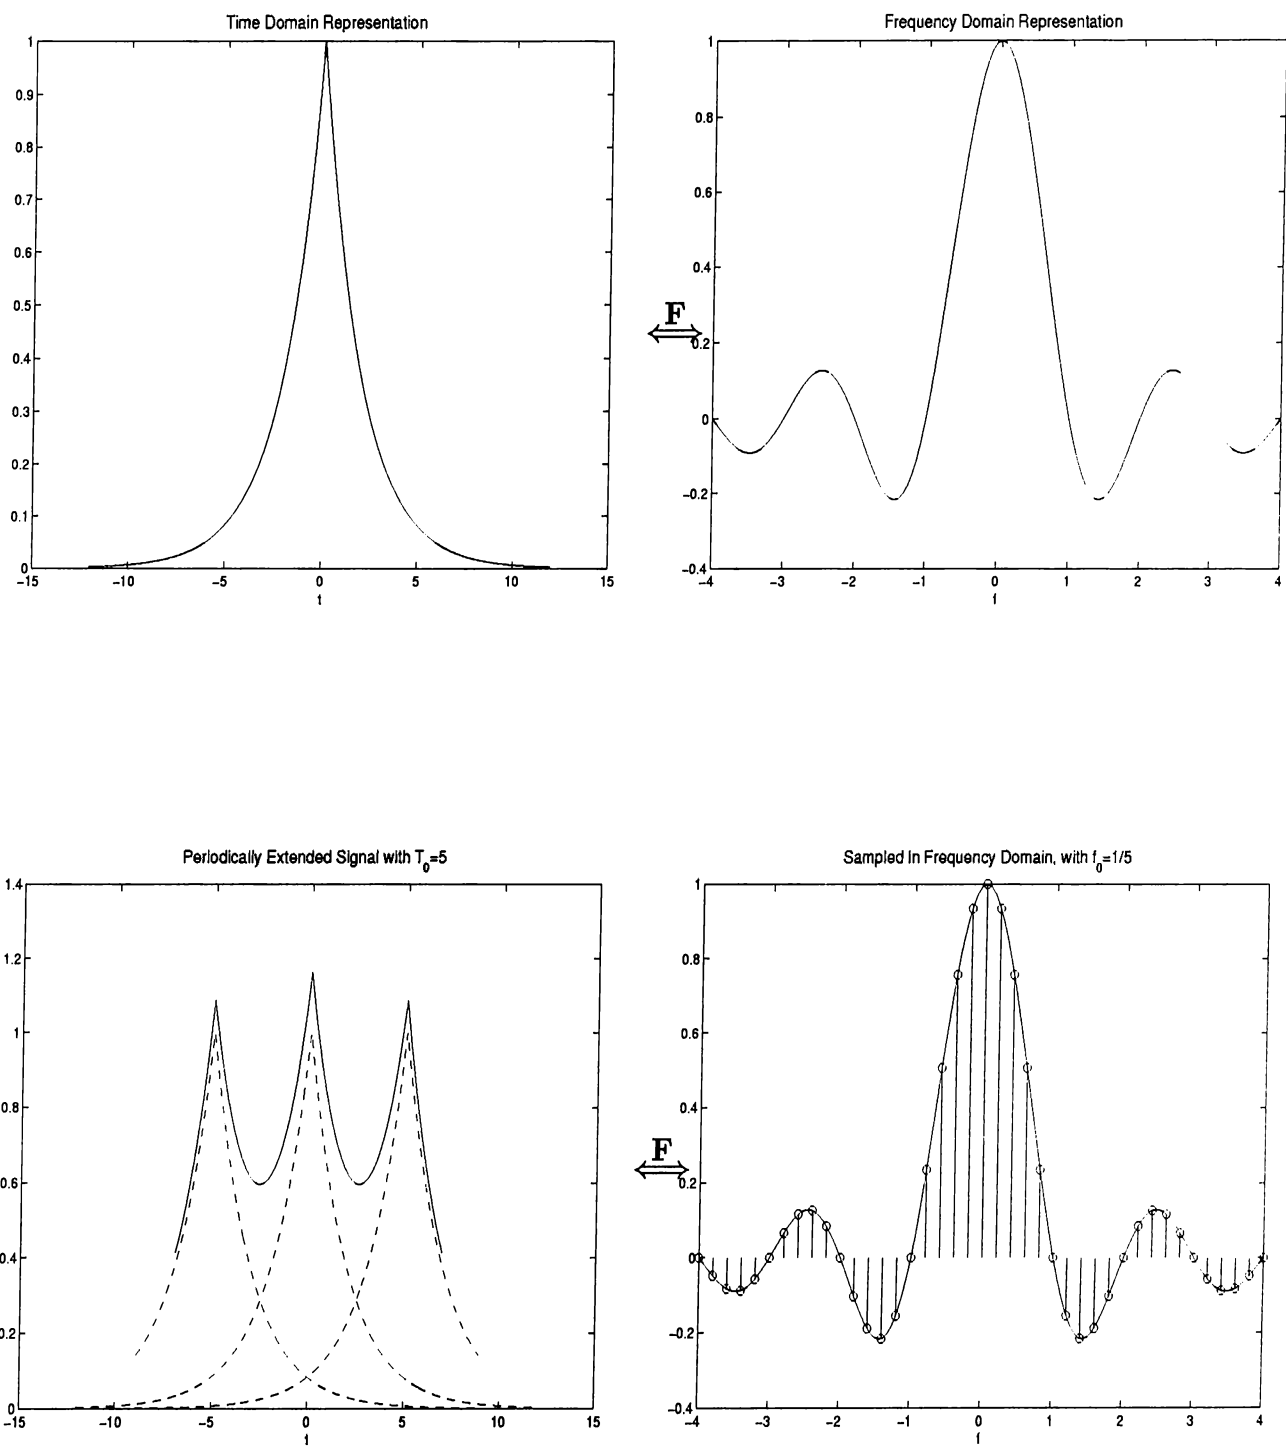 Time Domain Representation
1
0.9
0.8
0.7
0.6
0.5
0.4
0.3
0.2
0.1
0
-15 -10 -5 0 5 10 15
t
F
Frequency Domain Representation
1
0.8
0.6
0.4
0.2
0
-0.2
-0.4
-4 -3 -2 -1 0 1 2 3 4
f
Periodically Extended Signal with T0=5
1.4
1.2
1
0.8
0.6
0.4
0.2
0
-15 -10 -5 0 5 10 15
t
F
Sampled in Frequency Domain, with f0=1/5
1
0.8
0.6
0.4
0.2
0
-0.2
-0.4
-4 -3 -2 -1 0 1 2 3 4
f